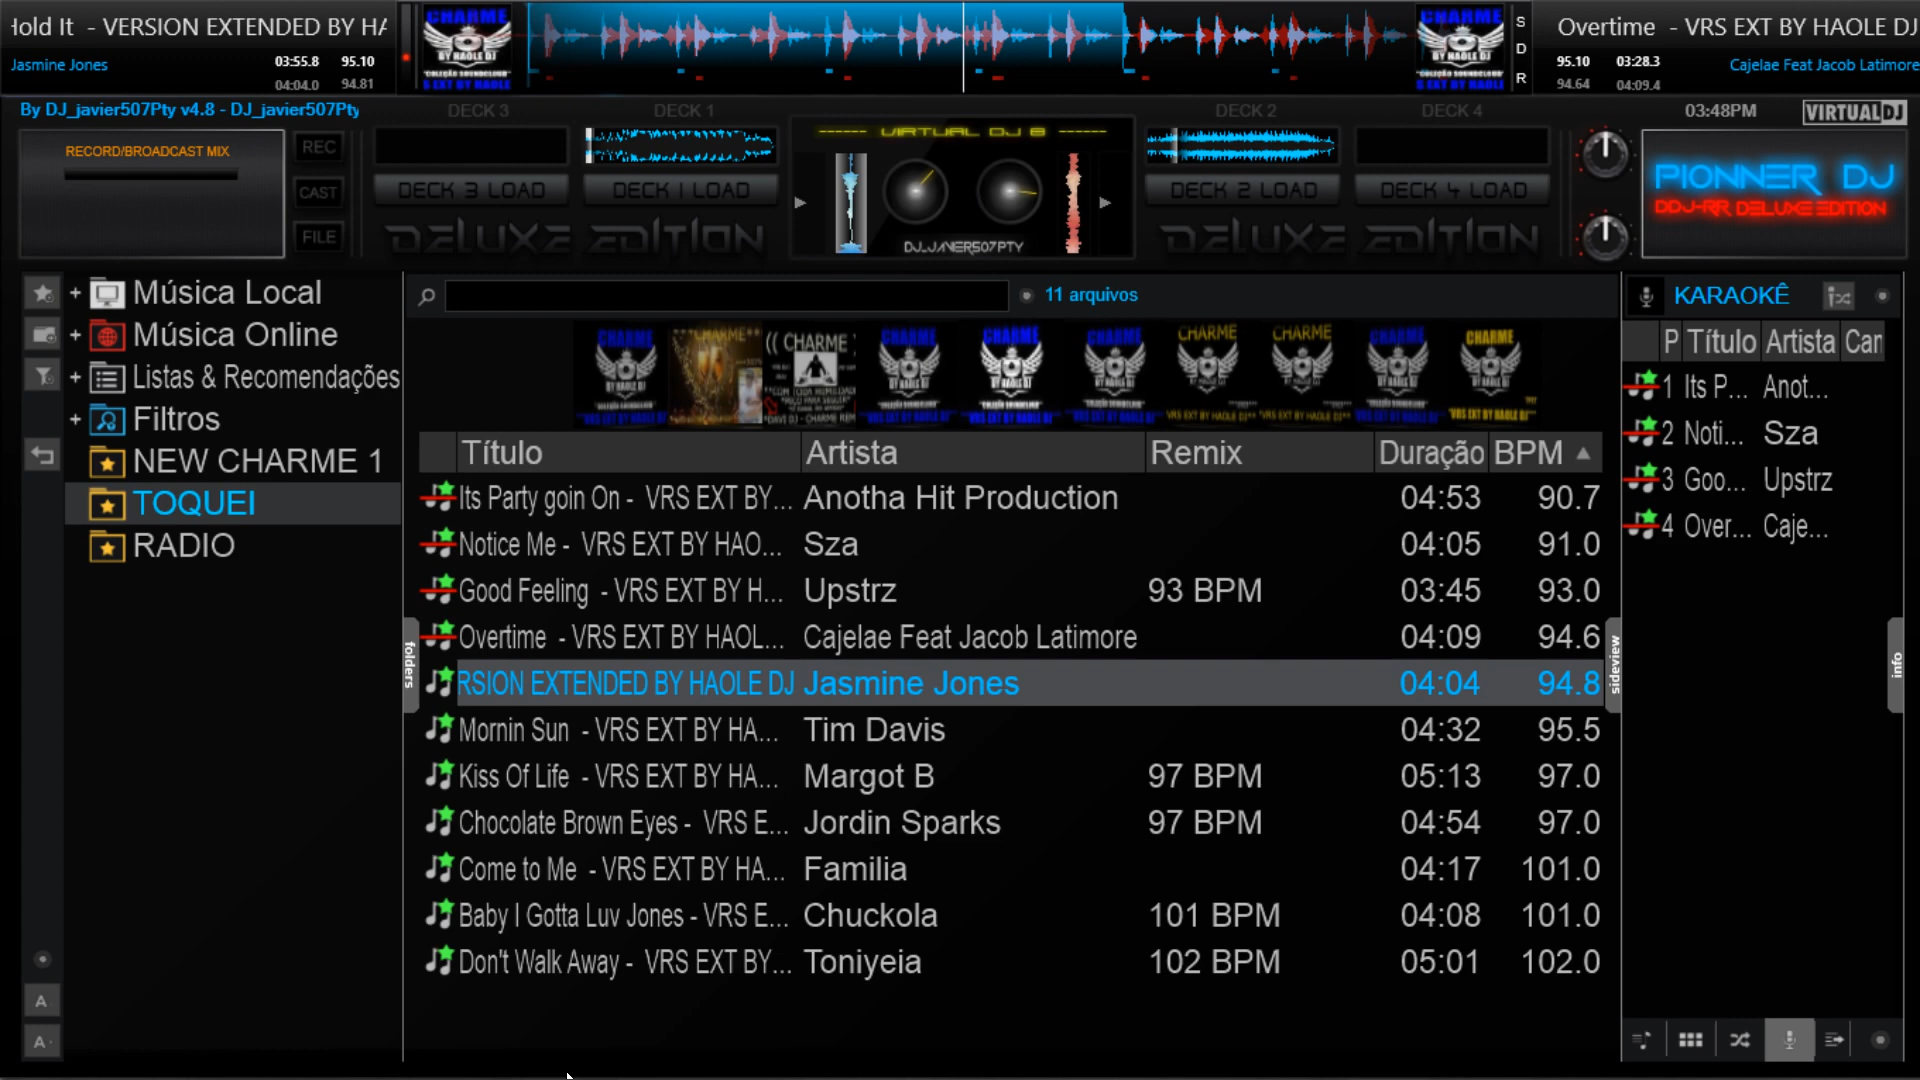 Hold It - VERSION EXTENDED BY HA
Jasmine Jones
03:55.8 95.10
04:04.0 94.81
CHARME
BY HAOLE DJ
S
D
R
Overtime - VRS EXT BY HAOLE DJ
95.10 03:28.3
Cajelae Feat Jacob Latimore
94.64 04:09.4
By DJ_javier507Pty v4.8 - DJ_javier507Pty
DECK 3
DECK 1
DECK 2
DECK 4
03:48PM
VIRTUALDJ
RECORD/BROADCAST MIX
REC
CAST
FILE
VIRTUAL DJ 8
DECK 3 LOAD
DECK 1 LOAD
DECK 2 LOAD
DECK 4 LOAD
DELUXE EDITION
DJ_JAVIER507PTY
DELUXE EDITION
PIONNER DJ
DDJ-RR DELUXE EDITION
Música Local
Música Online
Listas & Recomendações
Filtros
NEW CHARME 1
TOQUEI
RADIO
A
A
folders
11 arquivos
Título Artista Remix Duração BPM
Its Party goin On - VRS EXT BY... Anotha Hit Production 04:53 90.7
Notice Me - VRS EXT BY HAO... Sza 04:05 91.0
Good Feeling - VRS EXT BY H... Upstrz 93 BPM 03:45 93.0
Overtime - VRS EXT BY HAOL... Cajelae Feat Jacob Latimore 04:09 94.6
RSION EXTENDED BY HAOLE DJ Jasmine Jones 04:04 94.8
Mornin Sun - VRS EXT BY HA... Tim Davis 04:32 95.5
Kiss Of Life - VRS EXT BY HA... Margot B 97 BPM 05:13 97.0
Chocolate Brown Eyes - VRS E... Jordin Sparks 97 BPM 04:54 97.0
Come to Me - VRS EXT BY HA... Familia 04:17 101.0
Baby I Gotta Luv Jones - VRS E... Chuckola 101 BPM 04:08 101.0
Don't Walk Away - VRS EXT BY... Toniyeia 102 BPM 05:01 102.0
sideview
KARAOKÊ
P Título Artista Can
1 Its P... Anot...
2 Noti... Sza
3 Goo... Upstrz
4 Over... Caje...
info